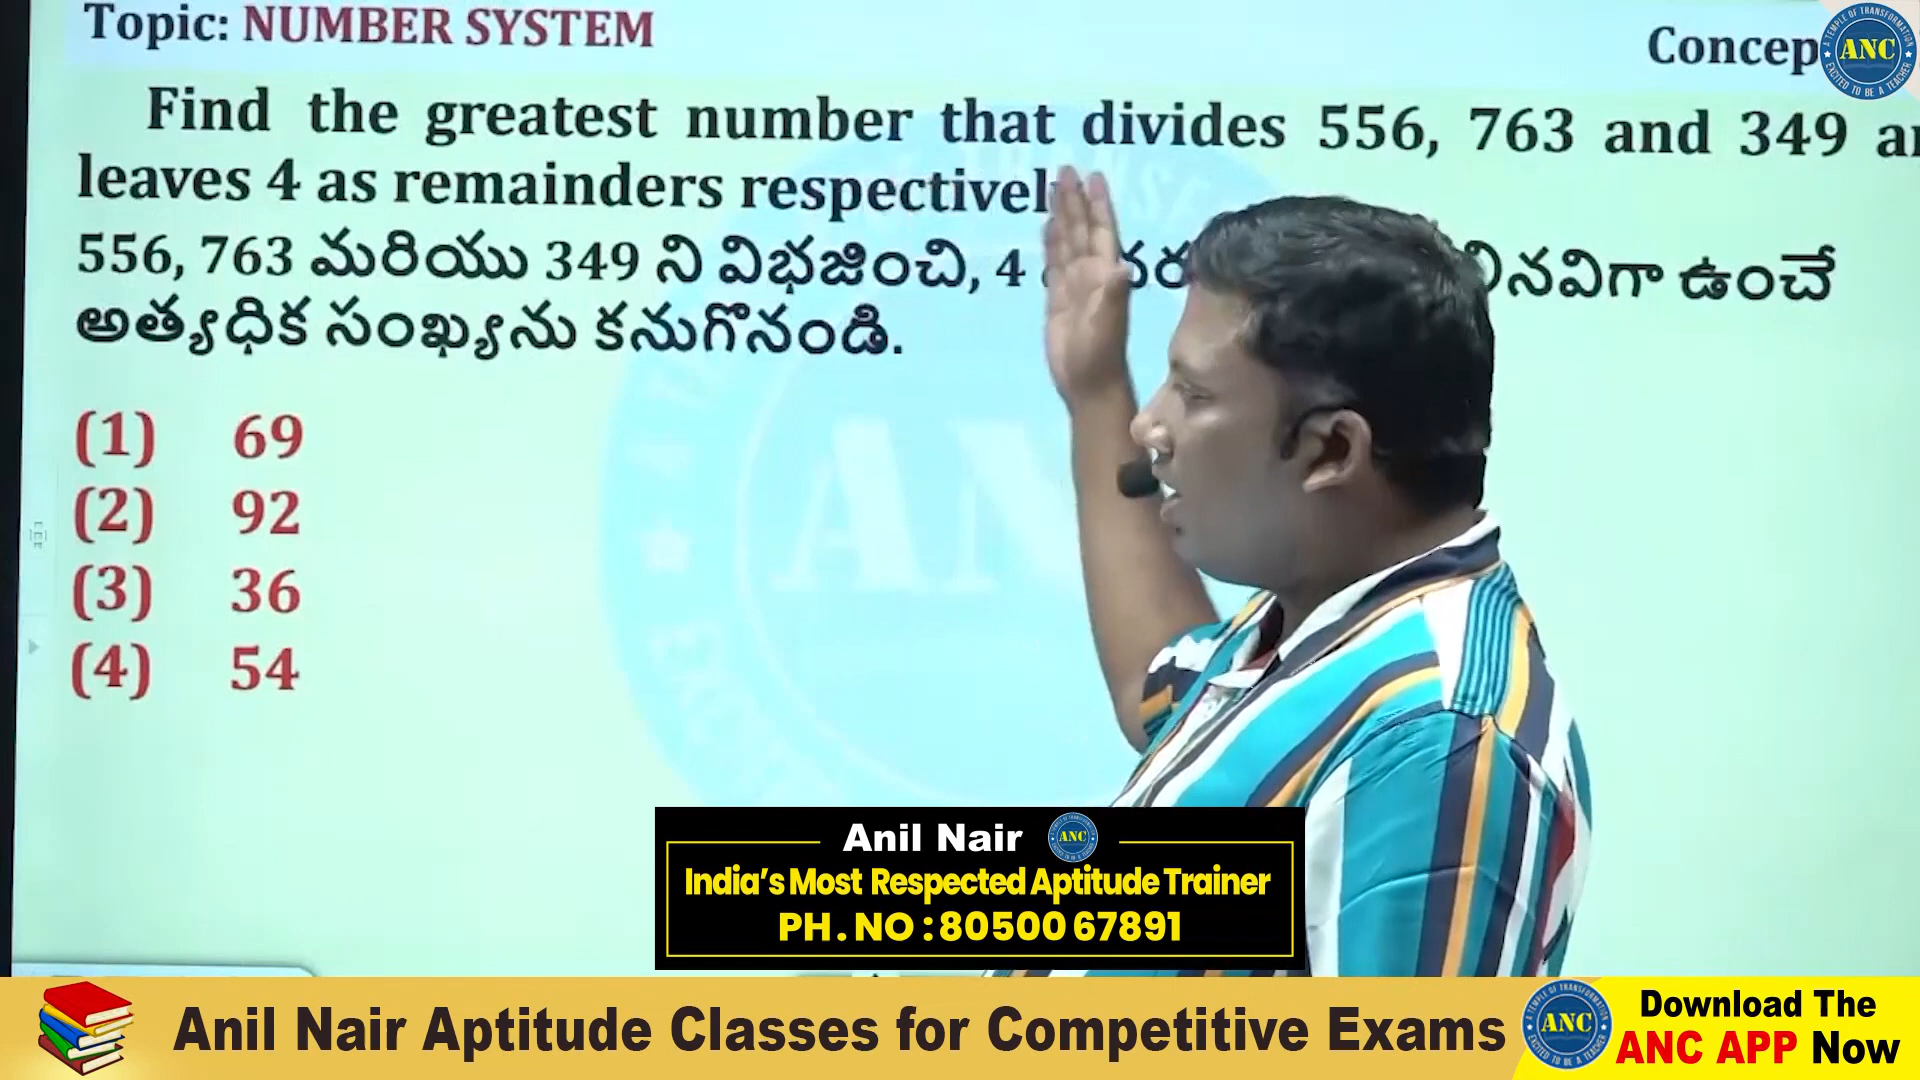 Topic: NUMBER SYSTEM
ANC
Find the greatest number that divides 556, 763 and 349
leaves 4 as remainders
556, 763 మరియు 349 ని విభజించి, 4 ఉంచే
అత్యధిక సంఖ్యను కనుగొనండి.
(1) 69
(2) 92
(3) 36
(4) 54
Anil Nair ANC
India's Most Respected Aptitude Trainer
PH. NO : 80500 67891
Anil Nair Aptitude Classes for Competitive Exams
ANC
Download The
ANC APP Now